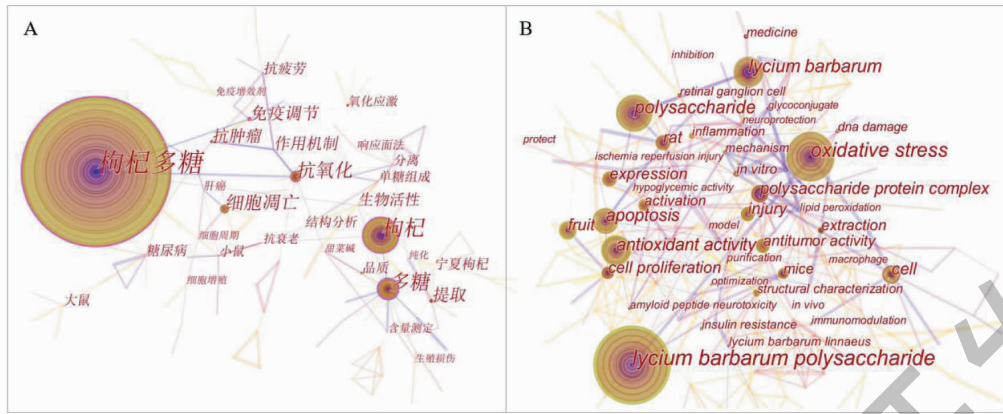 A
抗疲劳
免疫增效剂
氧化应激
免疫调节
抗肿瘤
作用机制
响应面法
分离
枸杞多糖
抗氧化
单糖组成
肝癌
生物活性
细胞凋亡
结构分析
枸杞
细胞周期
抗衰老
甜菜碱
纯化
糖尿病
小鼠
宁夏枸杞
品质
细胞增殖
多糖
提取
大鼠
含量测定
生殖损伤
B
medicine
inhibition
lycium barbarum
retinal ganglion cell
polysaccharide
glycoconjugate
neuroprotection
protect
rat
inflammation
dna damage
mechanism
oxidative stress
ischemia reperfusion injury
in vitro
expression
hypoglycemic activity
polysaccharide protein complex
activation
injury
lipid peroxidation
fruit
apoptosis
model
extraction
antioxidant activity
antitumor activity
purification
macrophage
cell proliferation
mice
cell
optimization
structural characterization
amyloid peptide neurotoxicity
in vivo
insulin resistance
immunomodulation
lycium barbarum linnaeus
lycium barbarum polysaccharide